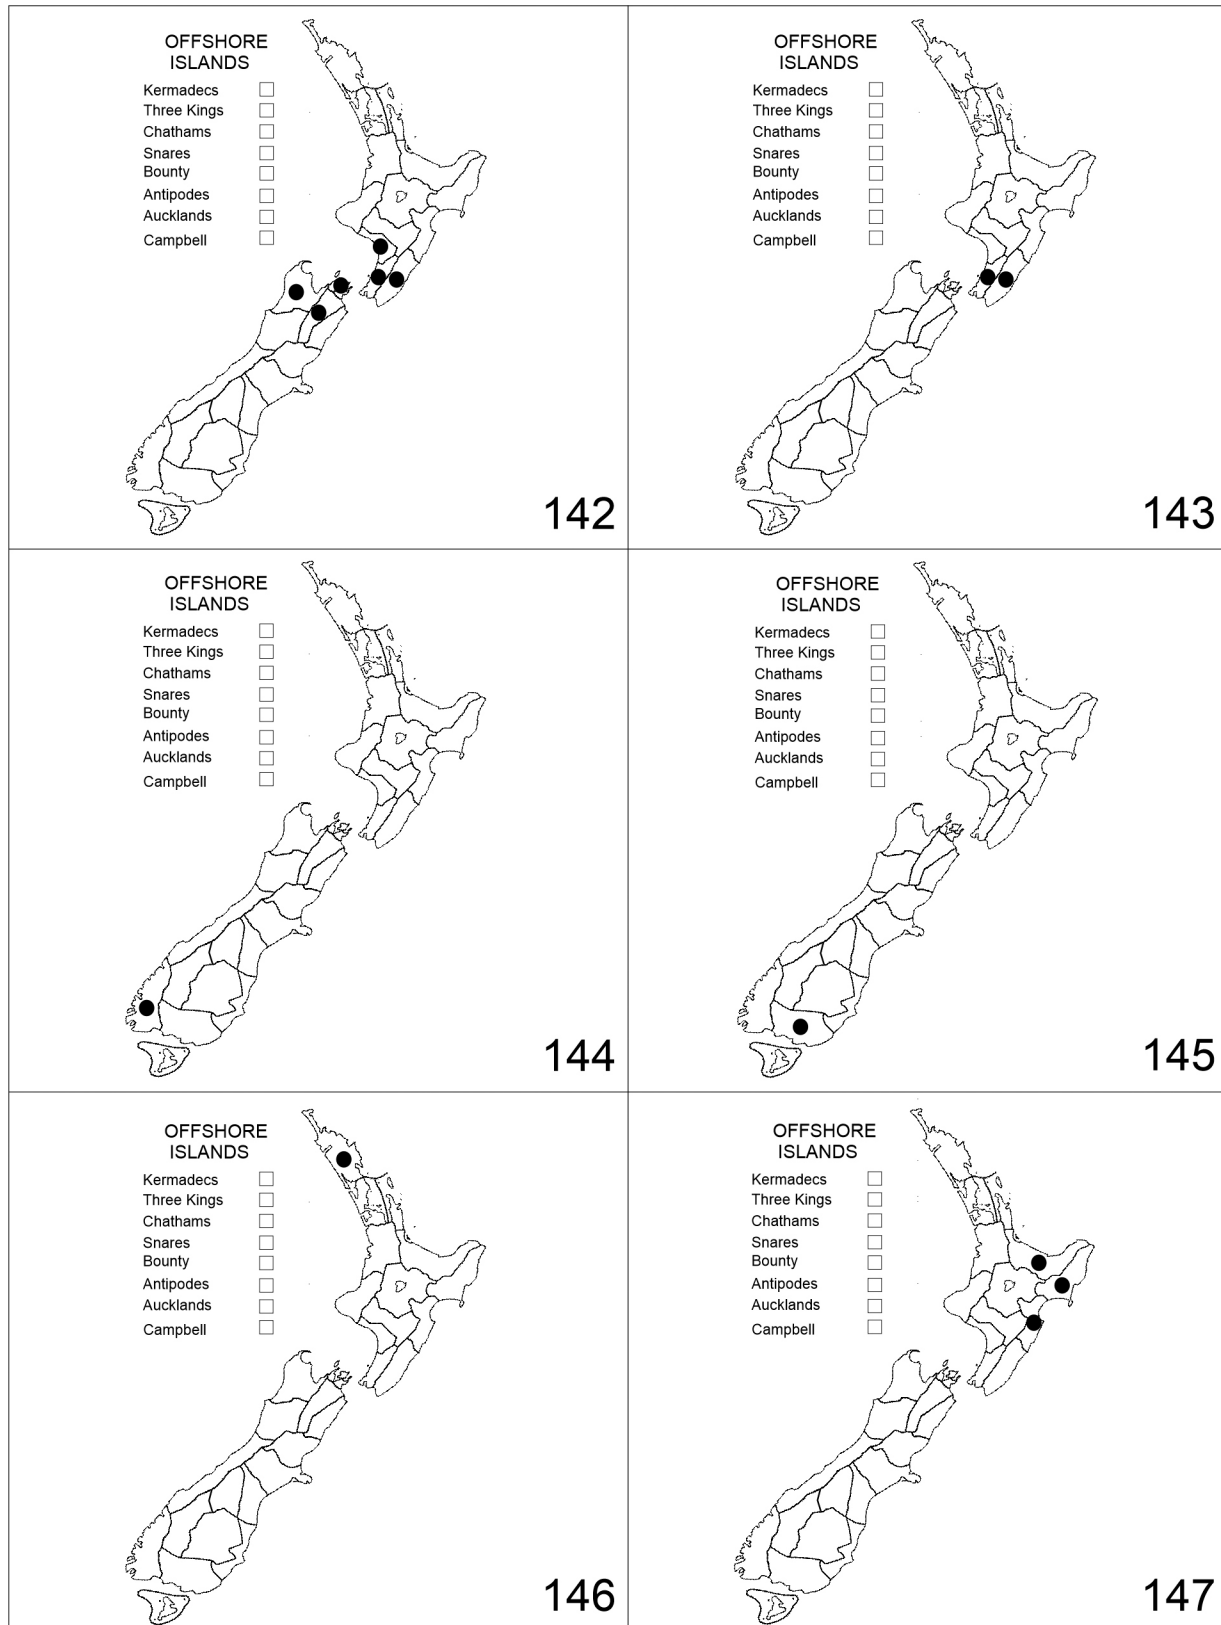 OFFSHORE
ISLANDS
Kermadecs
Three Kings
Chathams
Snares
Bounty
Antipodes
Aucklands
Campbell
142
OFFSHORE
ISLANDS
Kermadecs
Three Kings
Chathams
Snares
Bounty
Antipodes
Aucklands
Campbell
143
OFFSHORE
ISLANDS
Kermadecs
Three Kings
Chathams
Snares
Bounty
Antipodes
Aucklands
Campbell
144
OFFSHORE
ISLANDS
Kermadecs
Three Kings
Chathams
Snares
Bounty
Antipodes
Aucklands
Campbell
145
OFFSHORE
ISLANDS
Kermadecs
Three Kings
Chathams
Snares
Bounty
Antipodes
Aucklands
Campbell
146
OFFSHORE
ISLANDS
Kermadecs
Three Kings
Chathams
Snares
Bounty
Antipodes
Aucklands
Campbell
147